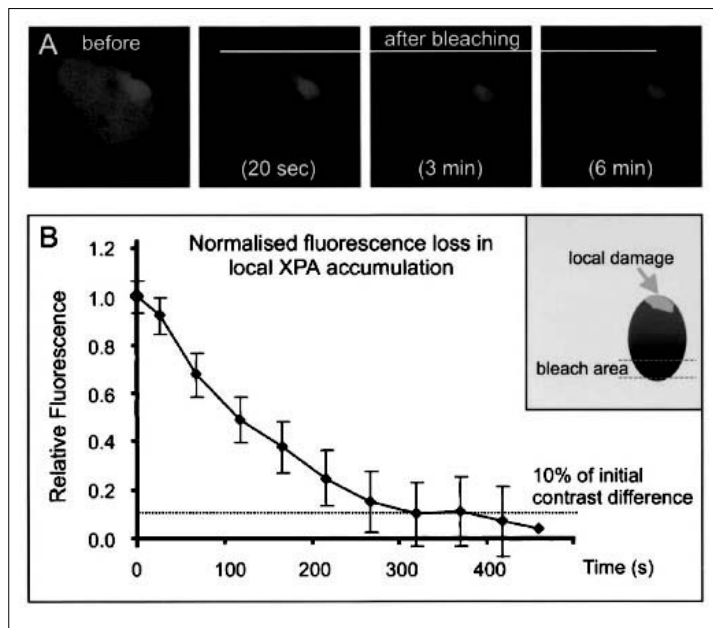 A
before
after bleaching
(20 sec)
(3 min)
(6 min)
B
Normalised fluorescence loss in
local XPA accumulation
Relative Fluorescence
1.2
1.0
0.8
0.6
0.4
0.2
0.0
0
100
200
300
400
Time (s)
10% of initial
contrast difference
local damage
bleach area